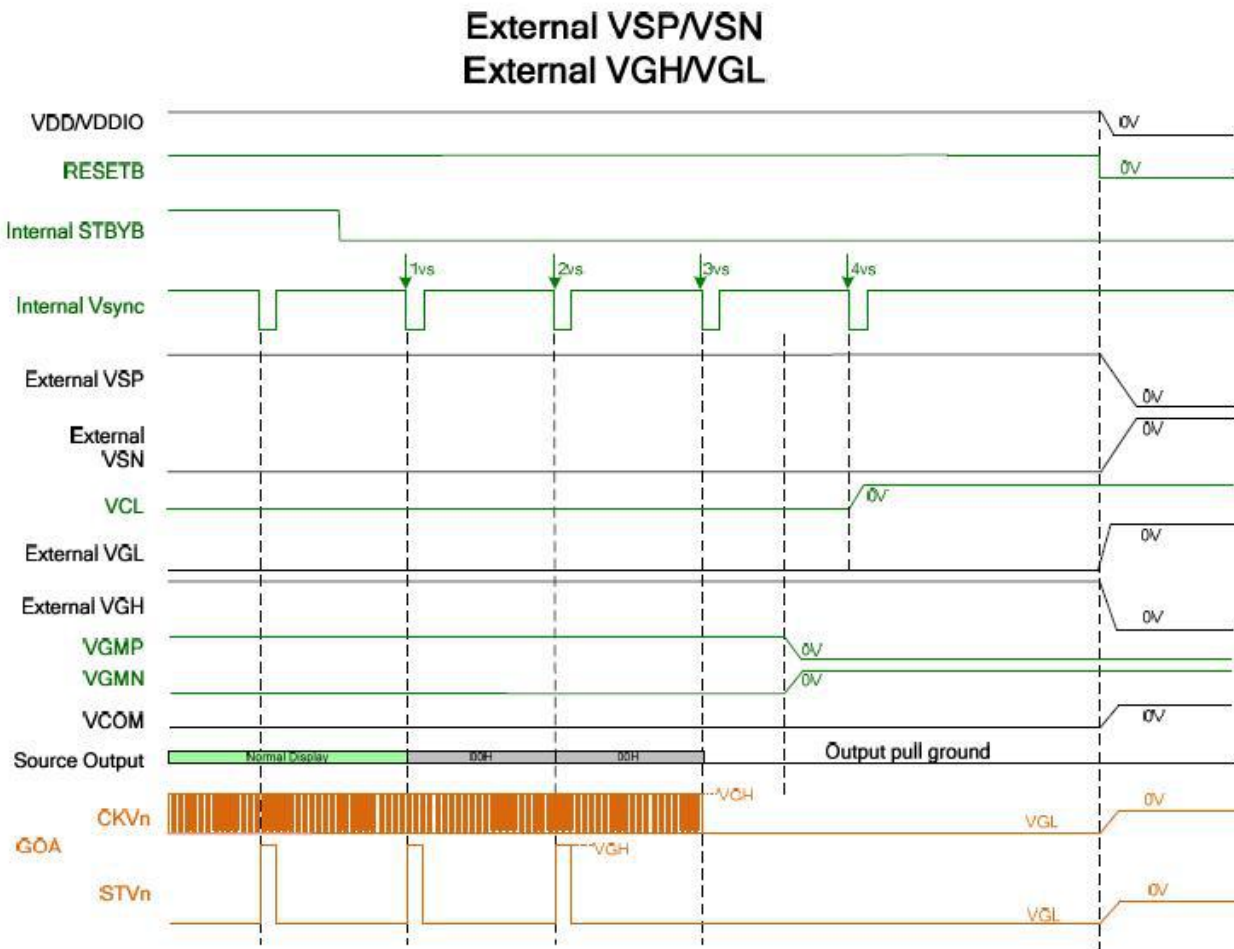 External VSP/VSN
External VGH/VGL
VDD/VDDIO
0V
RESETB
0V
Internal STBYB
1vs
2vs
3vs
4vs
Internal Vsync
External VSP
0V
External
VSN
0V
VCL
0V
External VGL
0V
External VGH
0V
VGMP
0V
VGMN
0V
VCOM
0V
Source Output
Normal Display
00H
00H
Output pull ground
CKVn
VGH
VGL
0V
GOA
VGH
STVn
VGL
0V